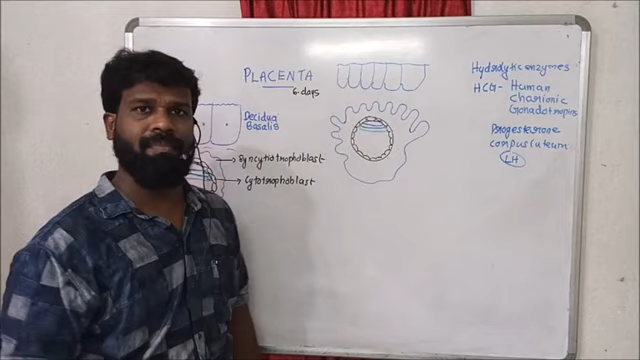 PLACENTA
6-days
Decidua
Basalis
Syncytiotrophoblast
Cytotrophoblast
Hydrolytic enzymes
HCG- Human
chorionic
Gonadotropins
Progesterone
corpus luteum
LH